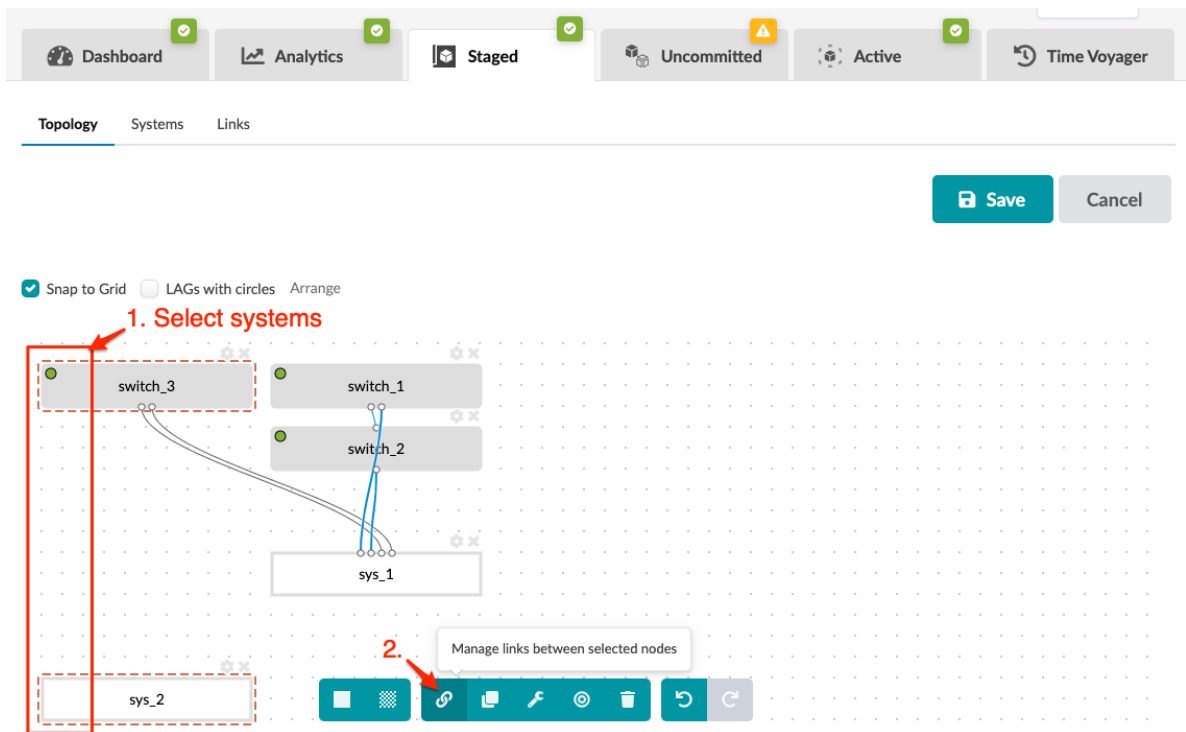 Dashboard Analytics Staged Uncommitted Active Time Voyager
Topology Systems Links
Save Cancel
Snap to Grid LAGs with circles Arrange
1. Select systems
switch_3 switch_1
switch_2
sys_1
2. Manage links between selected nodes
sys_2